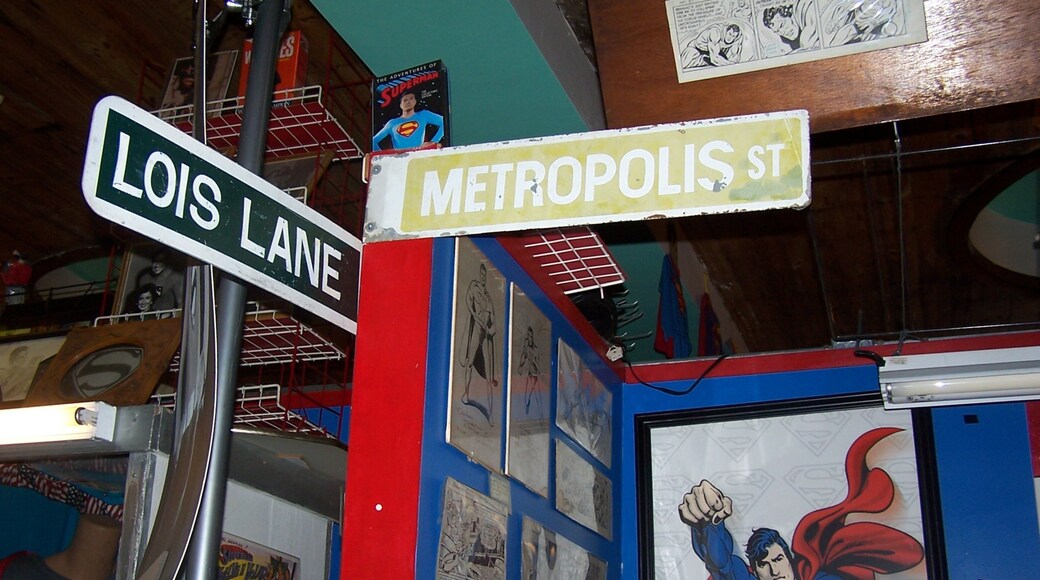 THE ADVENTURES OF
SUPERMAN
LOIS LANE
METROPOLIS ST